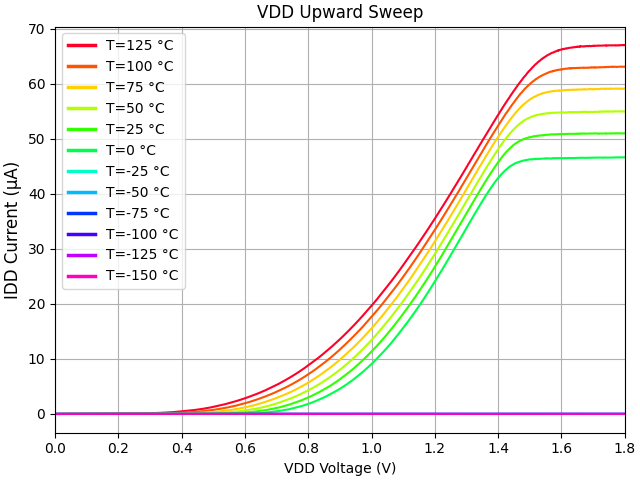 VDD Upward Sweep
70
60
50
40
30
20
10
0
IDD Current (µA)
T=125 °C
T=100 °C
T=75 °C
T=50 °C
T=25 °C
T=0 °C
T=-25 °C
T=-50 °C
T=-75 °C
T=-100 °C
T=-125 °C
T=-150 °C
0.0 0.2 0.4 0.6 0.8 1.0 1.2 1.4 1.6 1.8
VDD Voltage (V)